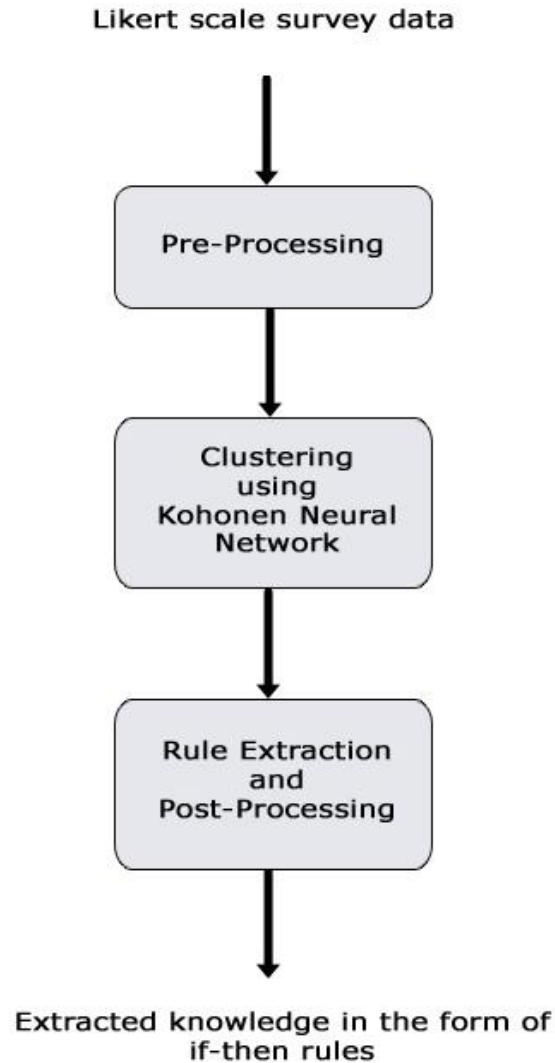 Likert scale survey data
Pre-Processing
Clustering
using
Kohonen Neural
Network
Rule Extraction
and
Post-Processing
Extracted knowledge in the form of
if-then rules